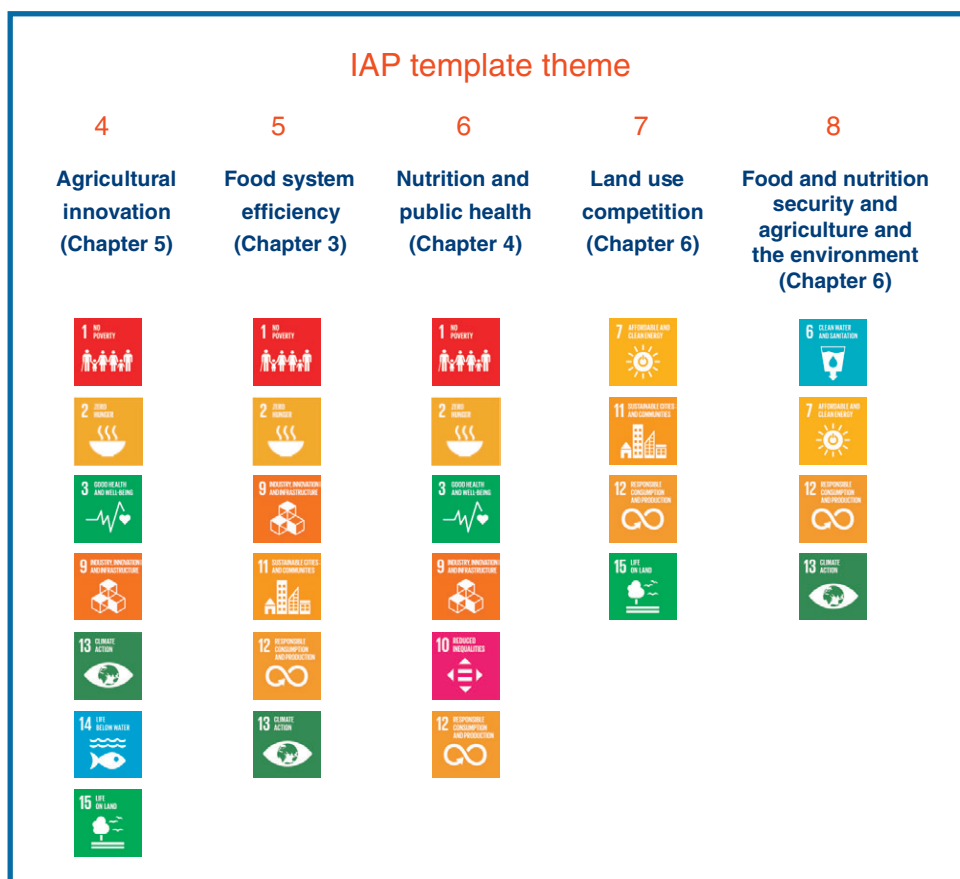 IAP template theme
4
5
6
7
8
Agricultural
innovation
(Chapter 5)
Food system
efficiency
(Chapter 3)
Nutrition and
public health
(Chapter 4)
Land use
competition
(Chapter 6)
Food and nutrition
security and
agriculture and
the environment
(Chapter 6)
1 NO
POVERTY
2 ZERO
HUNGER
3 GOOD HEALTH
AND WELL-BEING
9 INDUSTRY, INNOVATION
AND INFRASTRUCTURE
13 CLIMATE
ACTION
14 LIFE
BELOW WATER
15 LIFE
ON LAND
1 NO
POVERTY
2 ZERO
HUNGER
9 INDUSTRY, INNOVATION
AND INFRASTRUCTURE
11 SUSTAINABLE CITIES
AND COMMUNITIES
12 RESPONSIBLE
CONSUMPTION
AND PRODUCTION
13 CLIMATE
ACTION
1 NO
POVERTY
2 ZERO
HUNGER
3 GOOD HEALTH
AND WELL-BEING
9 INDUSTRY, INNOVATION
AND INFRASTRUCTURE
10 REDUCED
INEQUALITIES
12 RESPONSIBLE
CONSUMPTION
AND PRODUCTION
7 AFFORDABLE AND
CLEAN ENERGY
11 SUSTAINABLE CITIES
AND COMMUNITIES
12 RESPONSIBLE
CONSUMPTION
AND PRODUCTION
15 LIFE
ON LAND
6 CLEAN WATER
AND SANITATION
7 AFFORDABLE AND
CLEAN ENERGY
12 RESPONSIBLE
CONSUMPTION
AND PRODUCTION
13 CLIMATE
ACTION